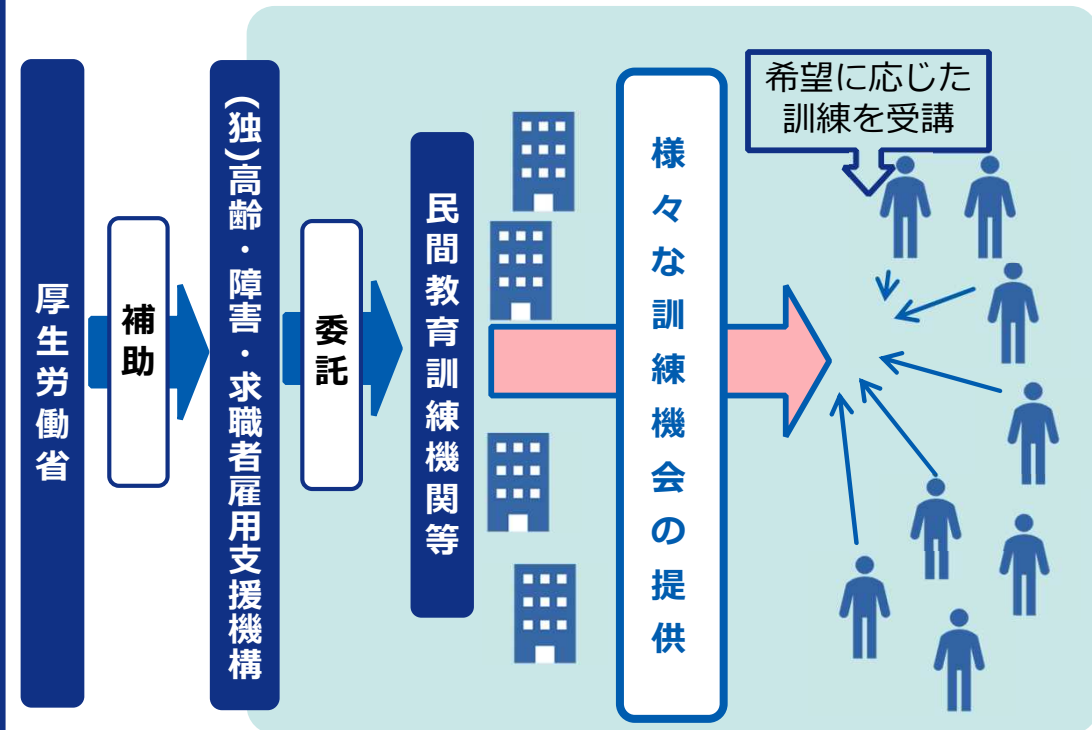 厚生労働省
補助
(独)高齢・障害・求職者雇用支援機構
委託
民間教育訓練機関等
様々な訓練機会の提供
希望に応じた
訓練を受講